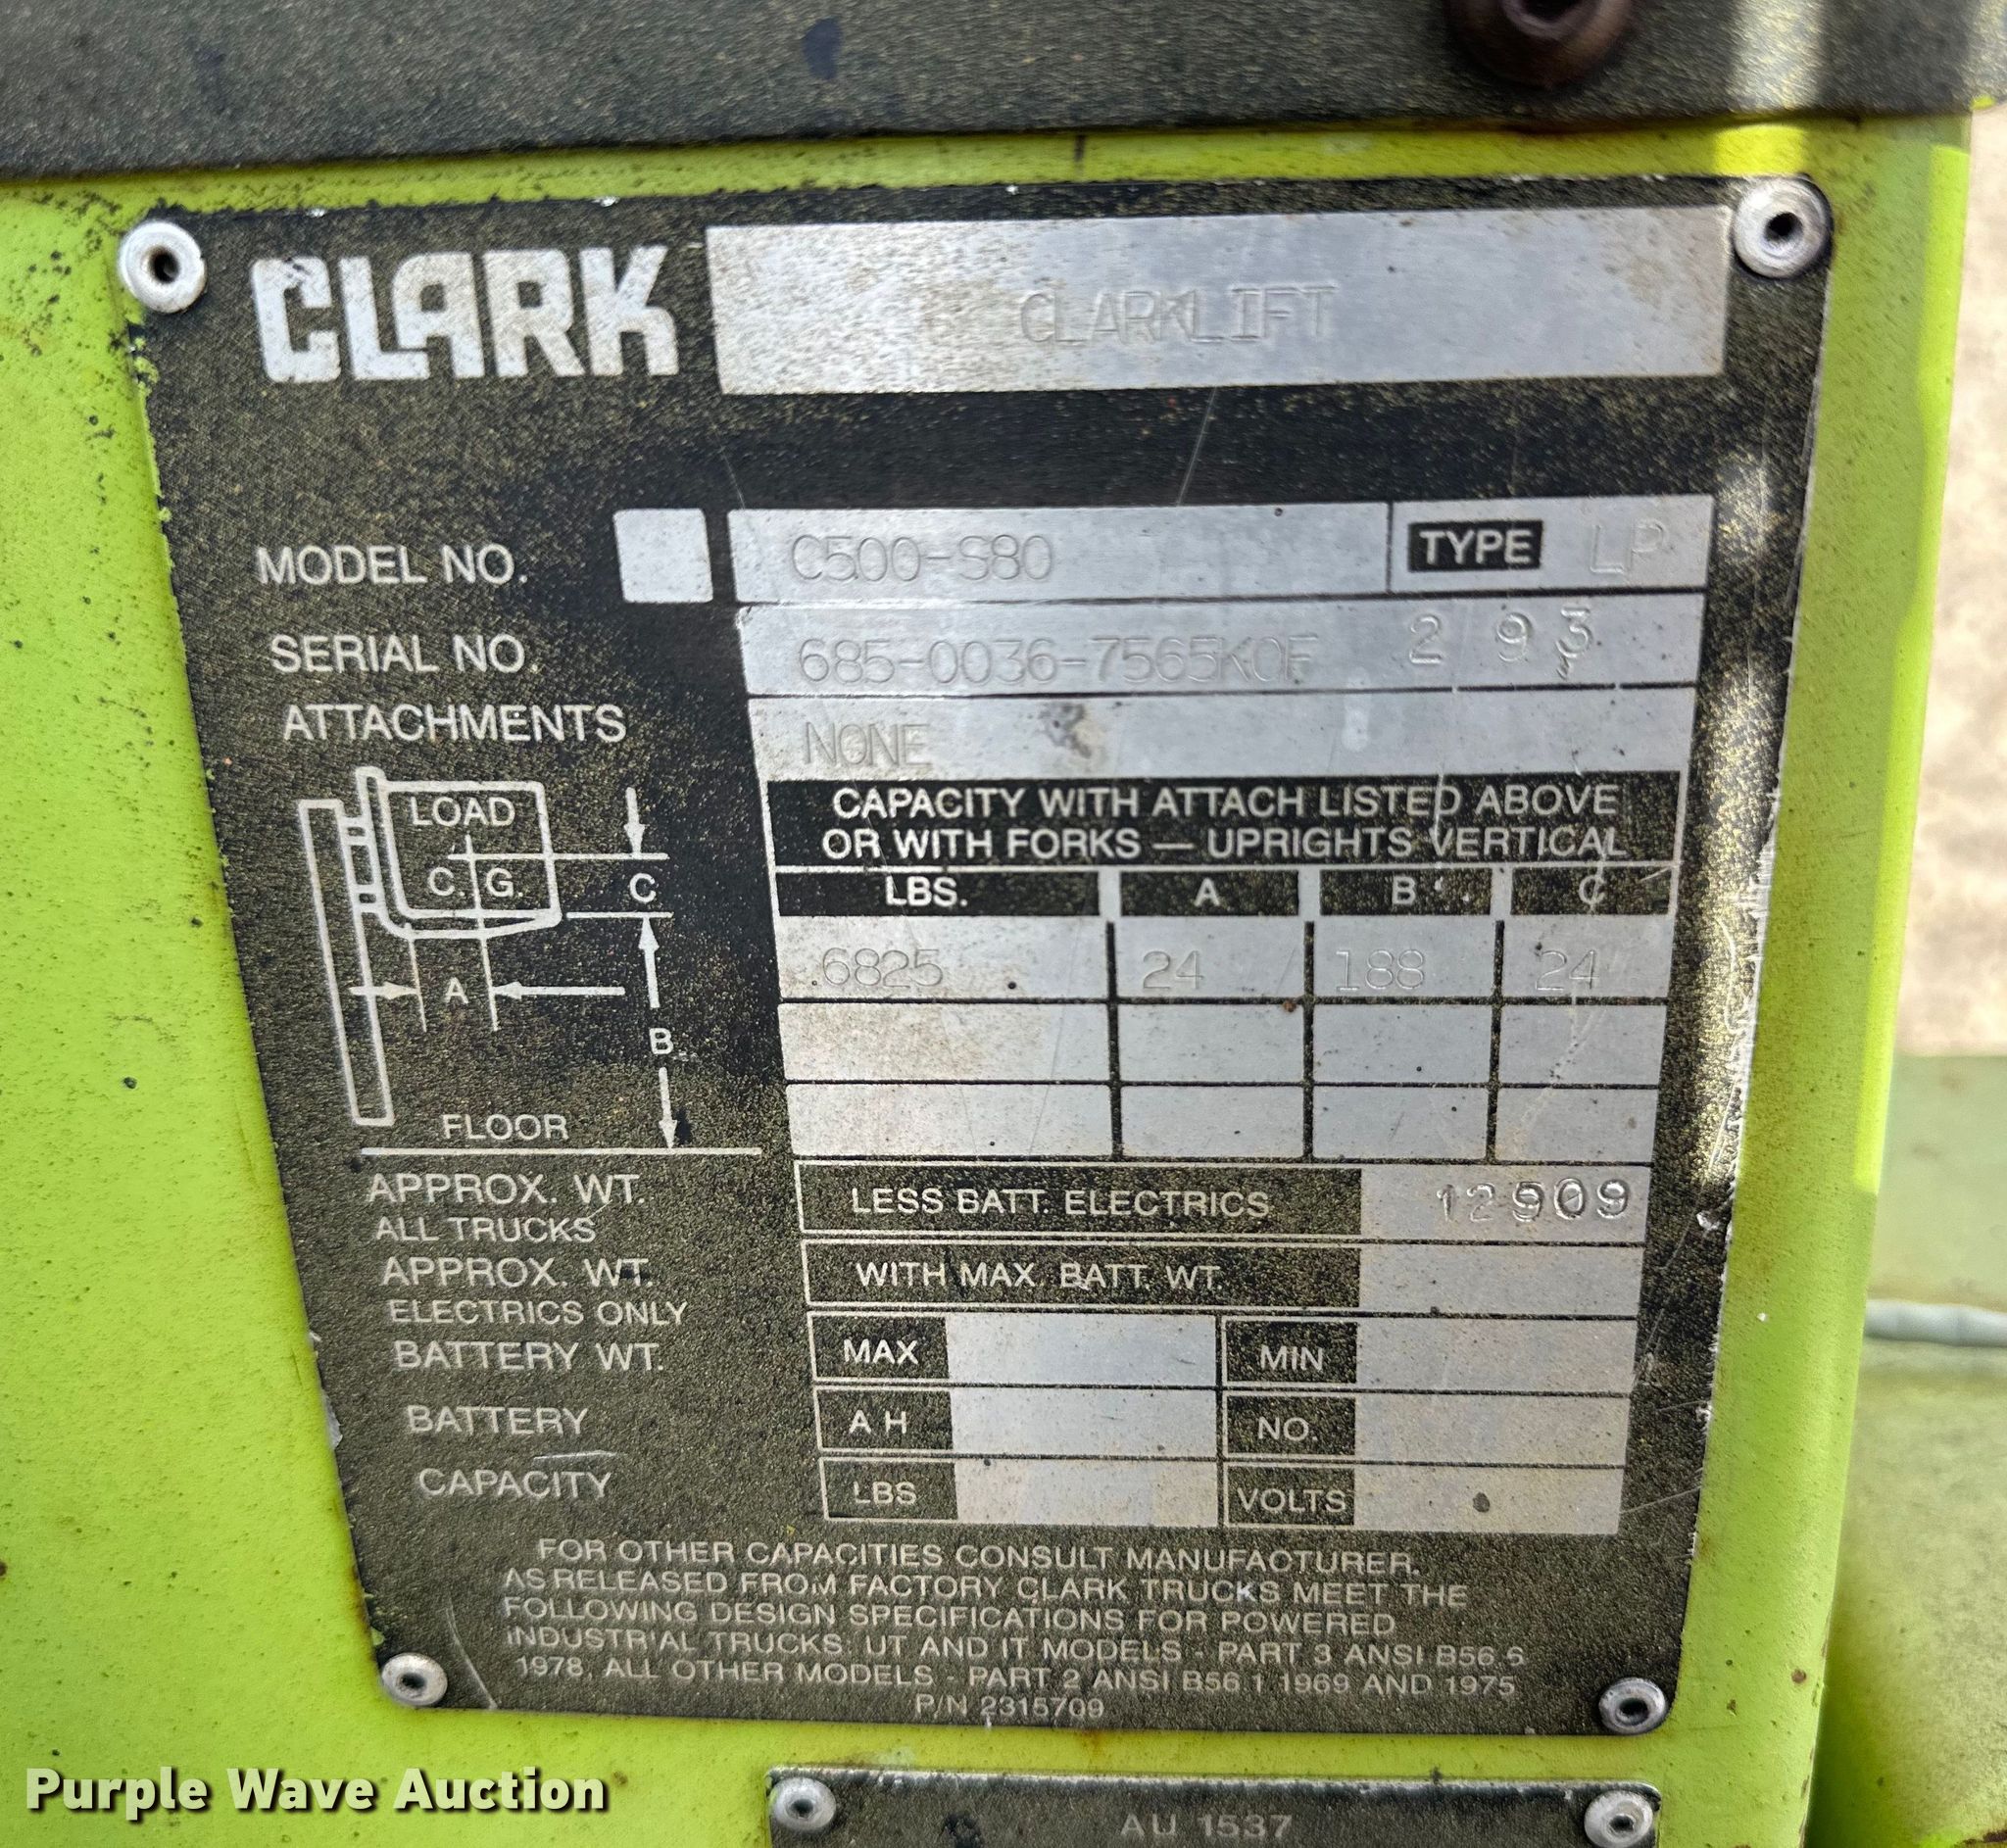 CLARK CLARKLIFT
MODEL NO. C500-S80 TYPE LP
SERIAL NO. 685-0036-7565KOF 2 9 3
ATTACHMENTS NONE
CAPACITY WITH ATTACH LISTED ABOVE
OR WITH FORKS — UPRIGHTS VERTICAL
LBS. A B C
6825 24 188 24
LOAD
C. G.
C
A
B
FLOOR
APPROX. WT. LESS BATT. ELECTRICS 12909
ALL TRUCKS
APPROX. WT. WITH MAX. BATT. WT.
ELECTRICS ONLY
BATTERY WT. MAX MIN
BATTERY A H NO.
CAPACITY LBS VOLTS
FOR OTHER CAPACITIES CONSULT MANUFACTURER.
AS RELEASED FROM FACTORY CLARK TRUCKS MEET THE
FOLLOWING DESIGN SPECIFICATIONS FOR POWERED
INDUSTRIAL TRUCKS: UT AND IT MODELS - PART 3 ANSI B56.6
1978, ALL OTHER MODELS - PART 2 ANSI B56.1 1969 AND 1975
P/N 2315709
AU 1537
Purple Wave Auction